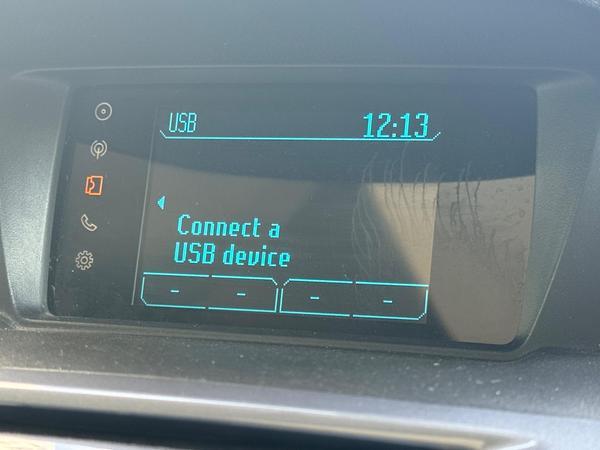 USB 12:13
Connect a
USB device
- - - -